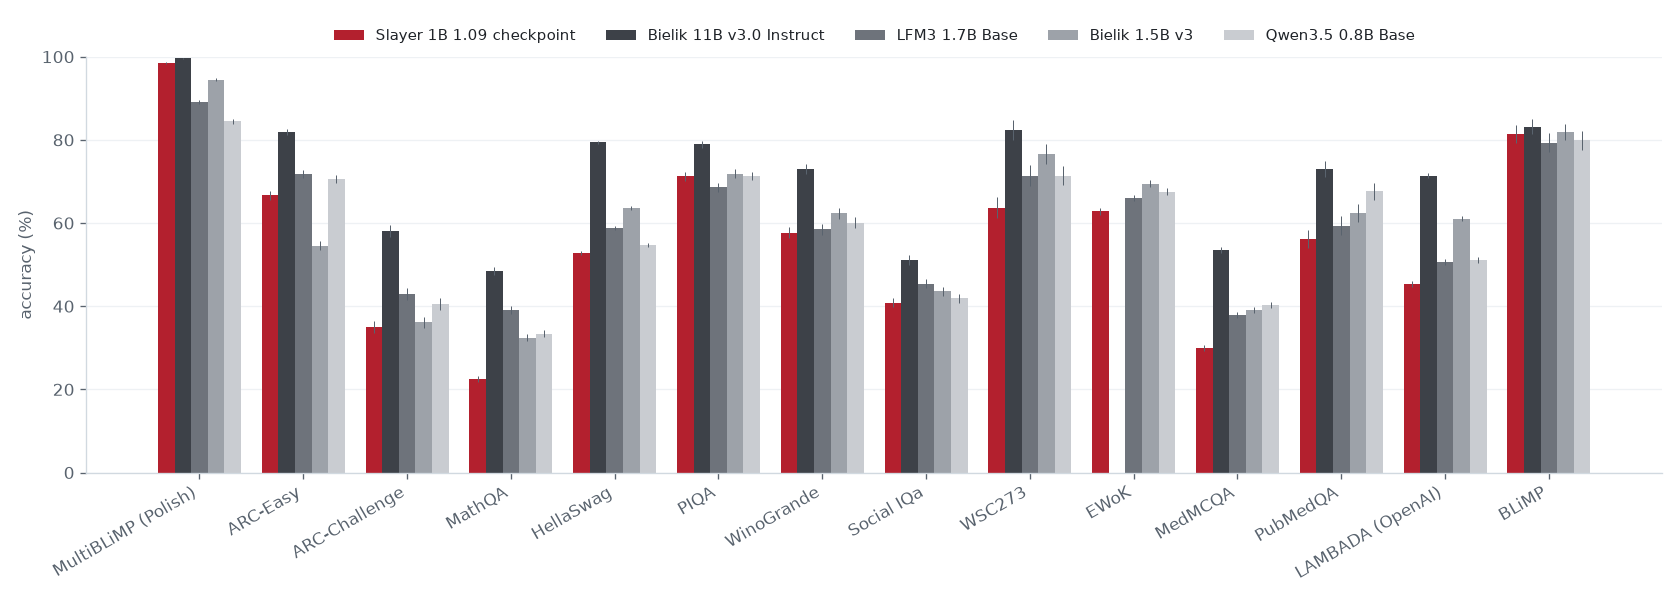 Slayer 1B 1.09 checkpoint Bielik 11B v3.0 Instruct LFM3 1.7B Base Bielik 1.5B v3 Qwen3.5 0.8B Base
accuracy (%)
100
80
60
40
20
0
MultiBLiMP (Polish)
ARC-Easy
ARC-Challenge
MathQA
HellaSwag
PIQA
WinoGrande
Social IQa
WSC273
EWoK
MedMCQA
PubMedQA
LAMBADA (OpenAI)
BLiMP